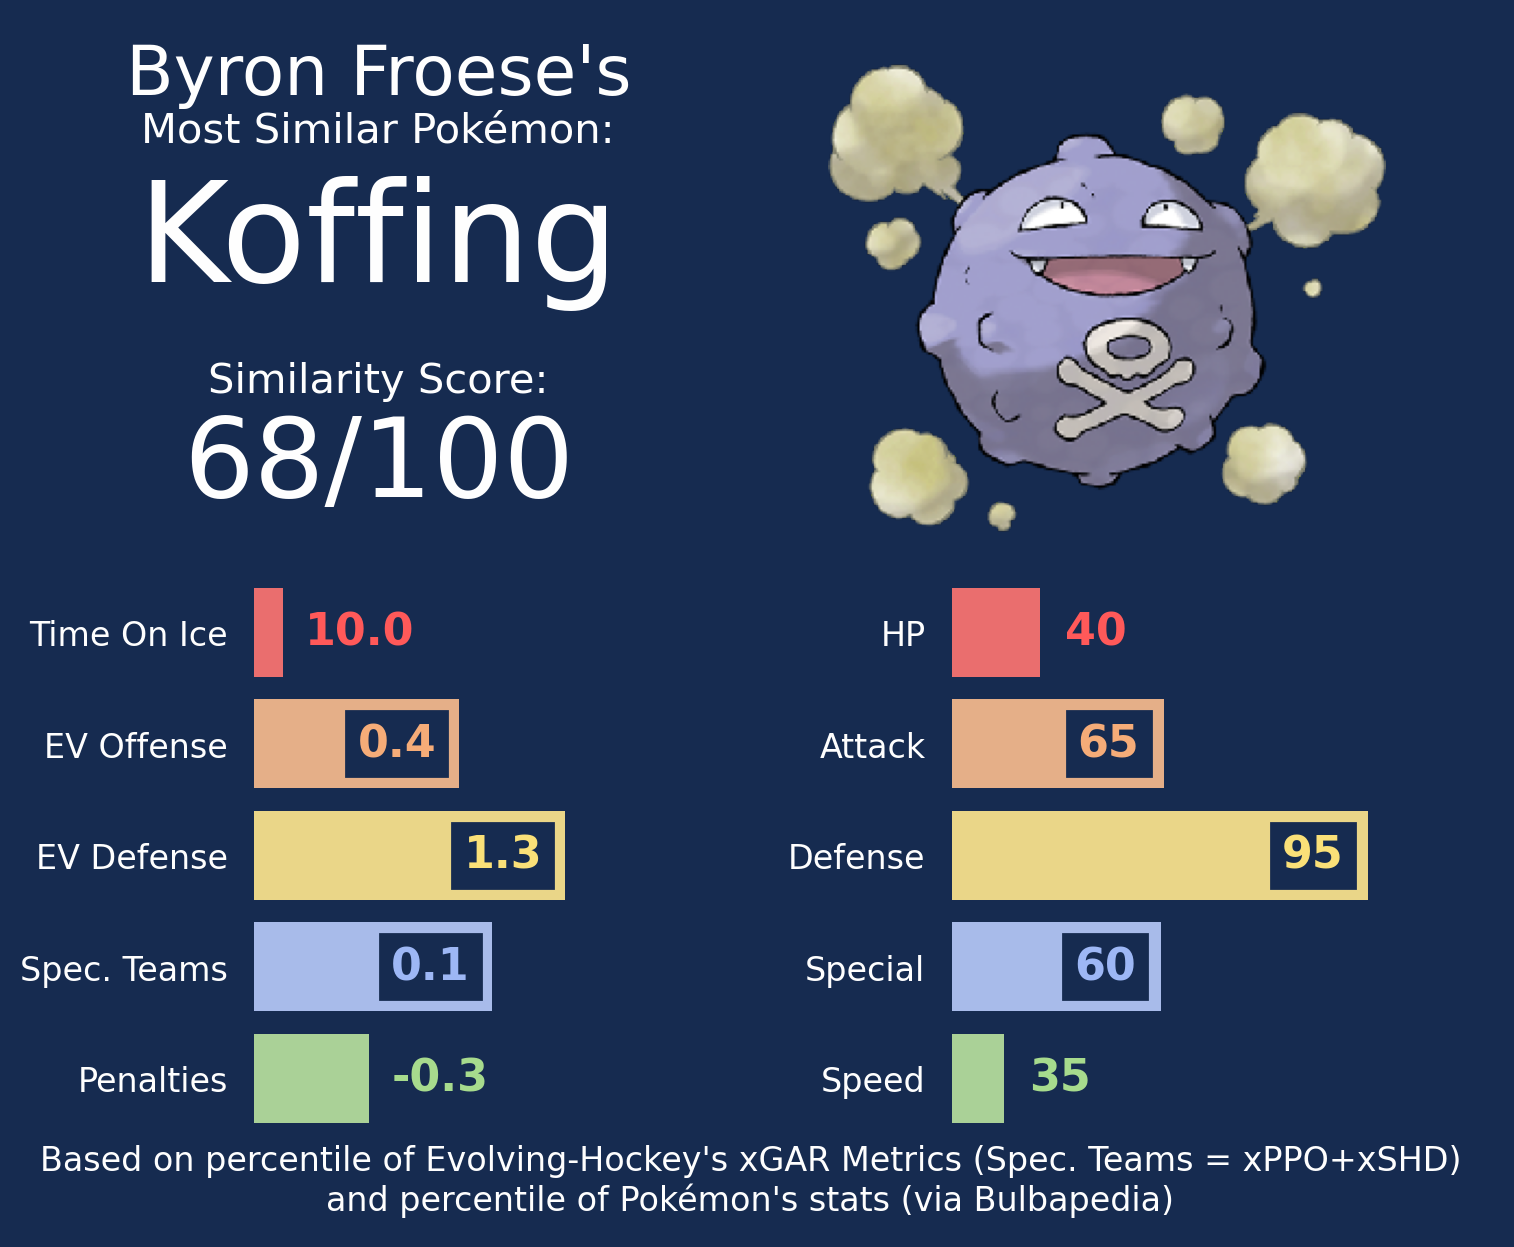 Byron Froese's
Most Similar Pokémon:
Koffing
Similarity Score:
68/100
Time On Ice 10.0
EV Offense 0.4
EV Defense 1.3
Spec. Teams 0.1
Penalties -0.3
HP 40
Attack 65
Defense 95
Special 60
Speed 35
Based on percentile of Evolving-Hockey's xGAR Metrics (Spec. Teams = xPPO+xSHD)
and percentile of Pokémon's stats (via Bulbapedia)